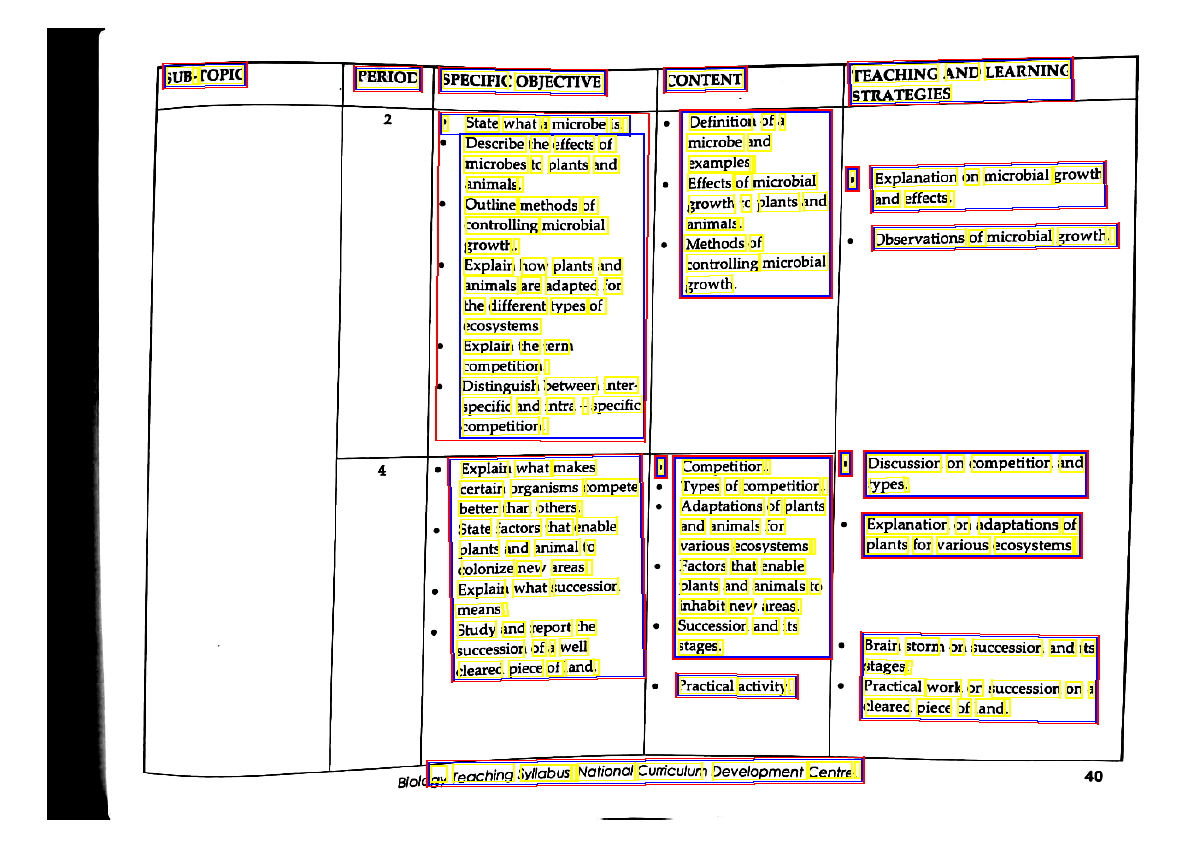 SUB-TOPIC PERIOD SPECIFIC OBJECTIVE CONTENT TEACHING AND LEARNING
STRATEGIES
2
• State what a microbe is
• Describe the effects of
microbes to plants and
animals.
• Outline methods of
controlling microbial
growth.
• Explain how plants and
animals are adapted for
the different types of
ecosystems
• Explain the term
competition
• Distinguish between inter-
specific and intra – specific
competition
• Definition of a
microbe and
examples
• Effects of microbial
growth to plants and
animals.
• Methods of
controlling microbial
growth.
• Explanation on microbial growth
and effects.
• Observations of microbial growth.
4
• Explain what makes
certain organisms compete
better than others.
• State factors that enable
plants and animal to
colonize new areas
• Explain what succession
means
• Study and report the
succession of a well
cleared piece of land.
• Competition.
• Types of competition.
• Adaptations of plants
and animals for
various ecosystems
• Factors that enable
plants and animals to
inhabit new areas.
• Succession and its
stages.
• Practical activity
• Discussion on competition and
types.
• Explanation on adaptations of
plants for various ecosystems
• Brain storm on succession and its
stages
• Practical work on succession on a
cleared piece of land.
Biology Teaching Syllabus National Curriculum Development Centre 40